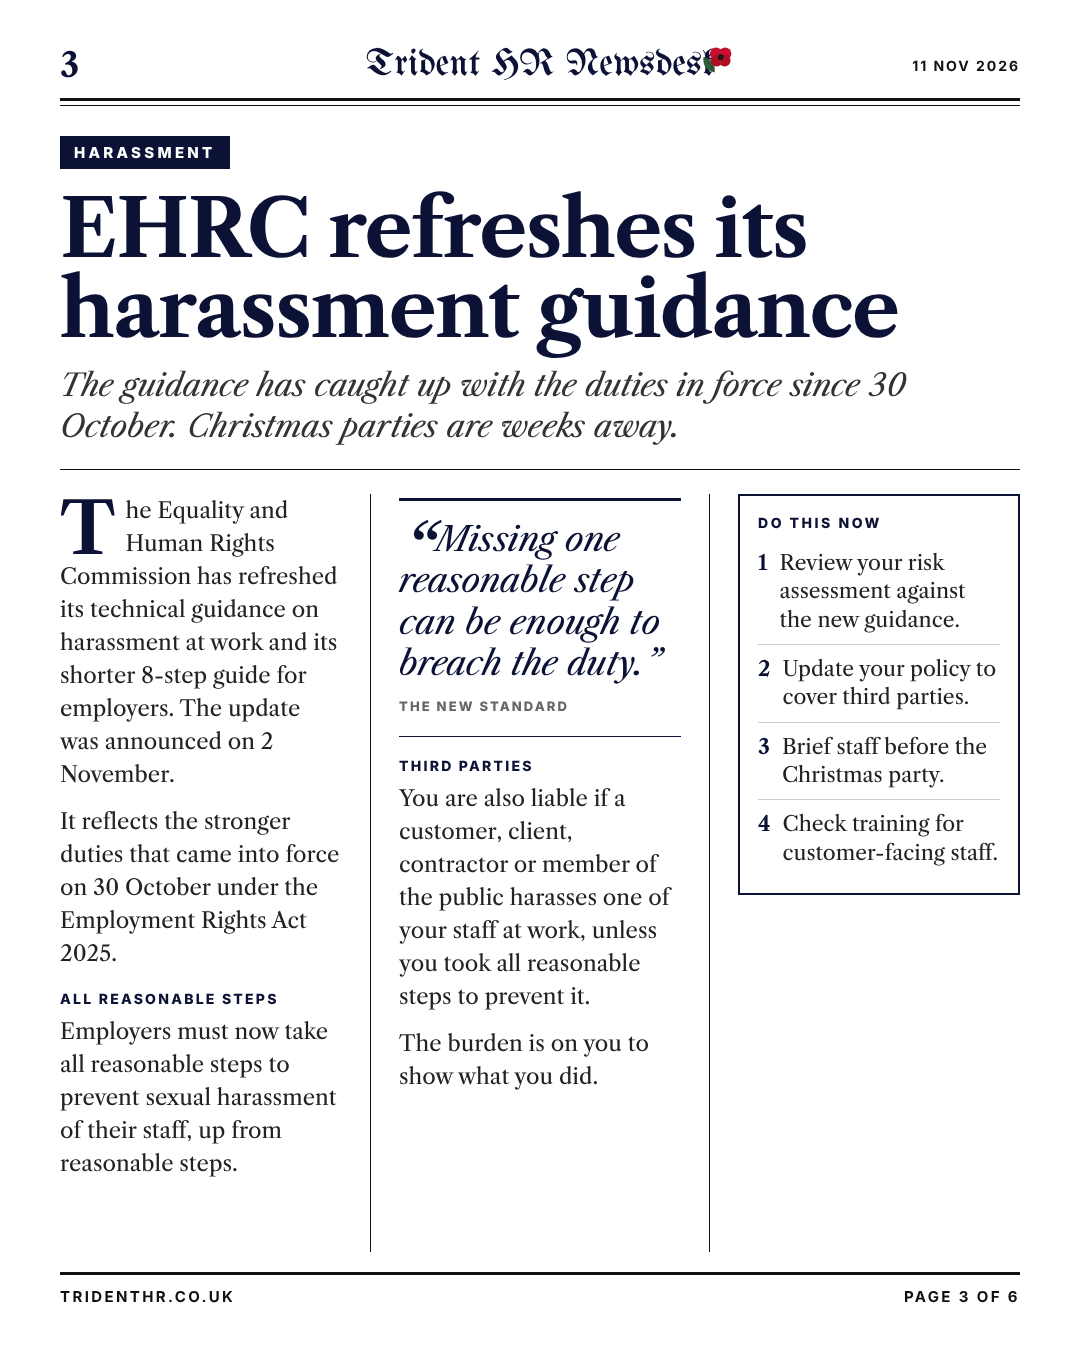 3
Trident HR Newsdesk
11 NOV 2026
HARASSMENT
EHRC refreshes its
harassment guidance
The guidance has caught up with the duties in force since 30
October. Christmas parties are weeks away.
The Equality and
Human Rights
Commission has refreshed
its technical guidance on
harassment at work and its
shorter 8-step guide for
employers. The update
was announced on 2
November.
It reflects the stronger
duties that came into force
on 30 October under the
Employment Rights Act
2025.
ALL REASONABLE STEPS
Employers must now take
all reasonable steps to
prevent sexual harassment
of their staff, up from
reasonable steps.
“Missing one
reasonable step
can be enough to
breach the duty.”
THE NEW STANDARD
THIRD PARTIES
You are also liable if a
customer, client,
contractor or member of
the public harasses one of
your staff at work, unless
you took all reasonable
steps to prevent it.
The burden is on you to
show what you did.
DO THIS NOW
1 Review your risk
assessment against
the new guidance.
2 Update your policy to
cover third parties.
3 Brief staff before the
Christmas party.
4 Check training for
customer-facing staff.
TRIDENTHR.CO.UK
PAGE 3 OF 6